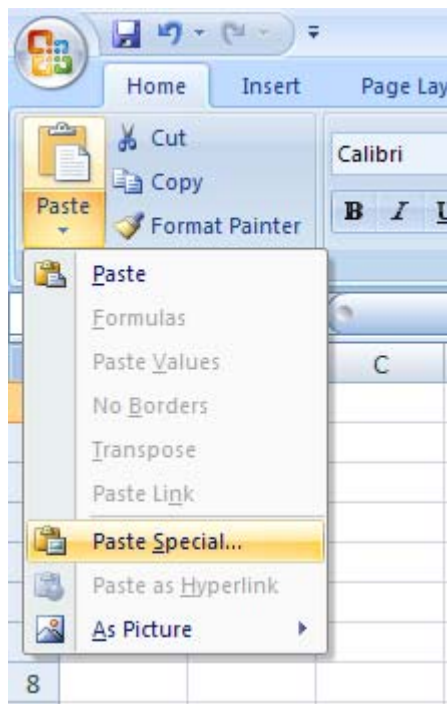 Home Insert Page Lay
Cut
Calibri
Copy
Paste
B I U
Format Painter
Paste
Formulas
Paste Values
C
No Borders
Transpose
Paste Link
Paste Special...
Paste as Hyperlink
As Picture
8